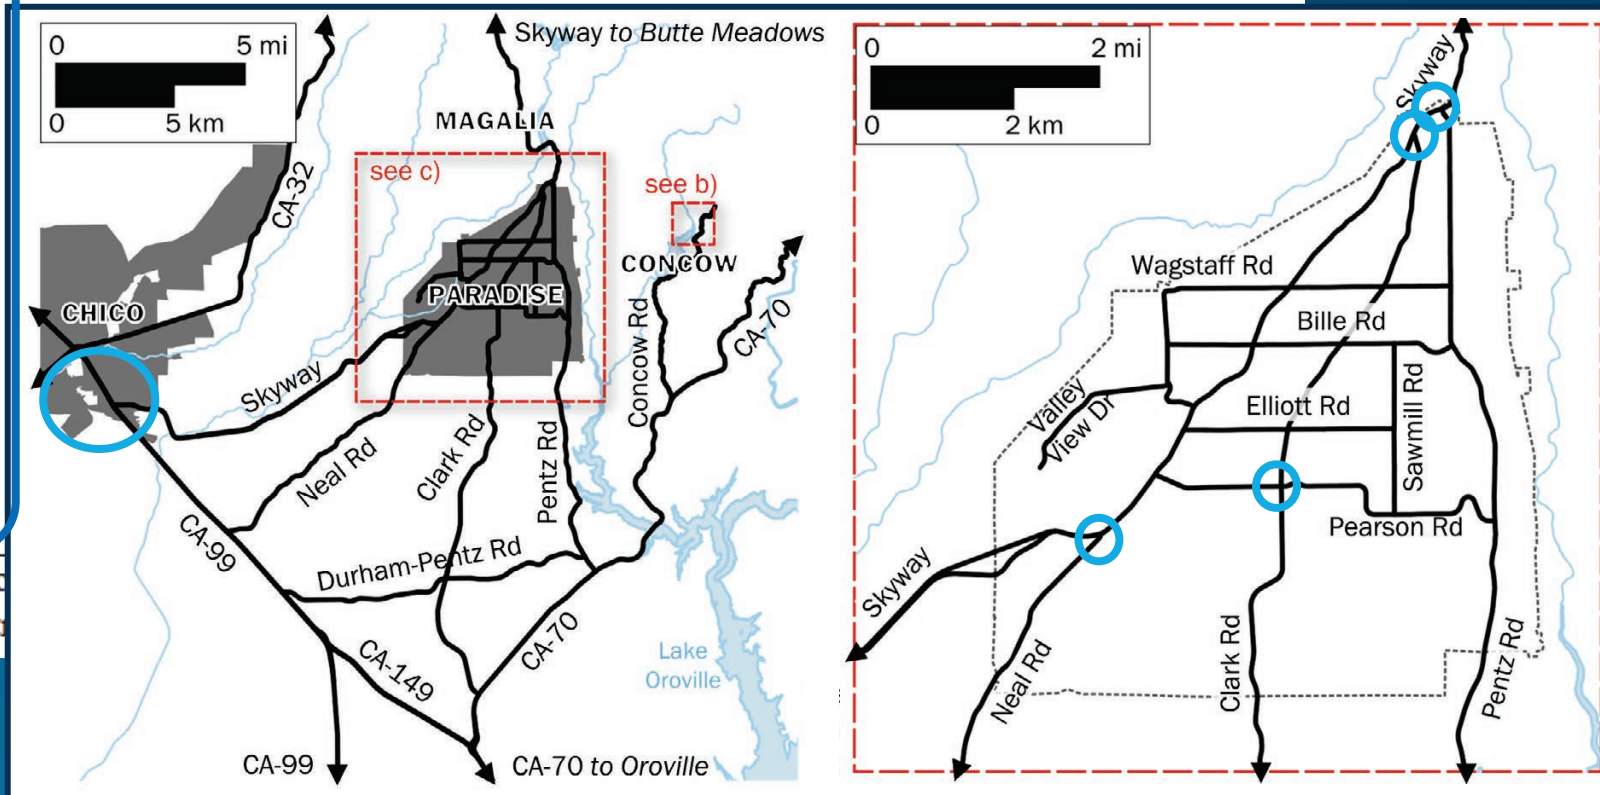 0 5 mi
0 5 km
Skyway to Butte Meadows
MAGALIA
see c)
see b)
CA-32
CHICO
PARADISE
CONCOW
Skyway
Neal Rd
Clark Rd
Pentz Rd
Concow Rd
CA-70
CA-99
Durham-Pentz Rd
CA-149
CA-70
Lake
Oroville
CA-99
CA-70 to Oroville
0 2 mi
0 2 km
Skyway
Wagstaff Rd
Bille Rd
Valley
View Dr
Elliott Rd
Sawmill Rd
Pearson Rd
Skyway
Neal Rd
Clark Rd
Pentz Rd